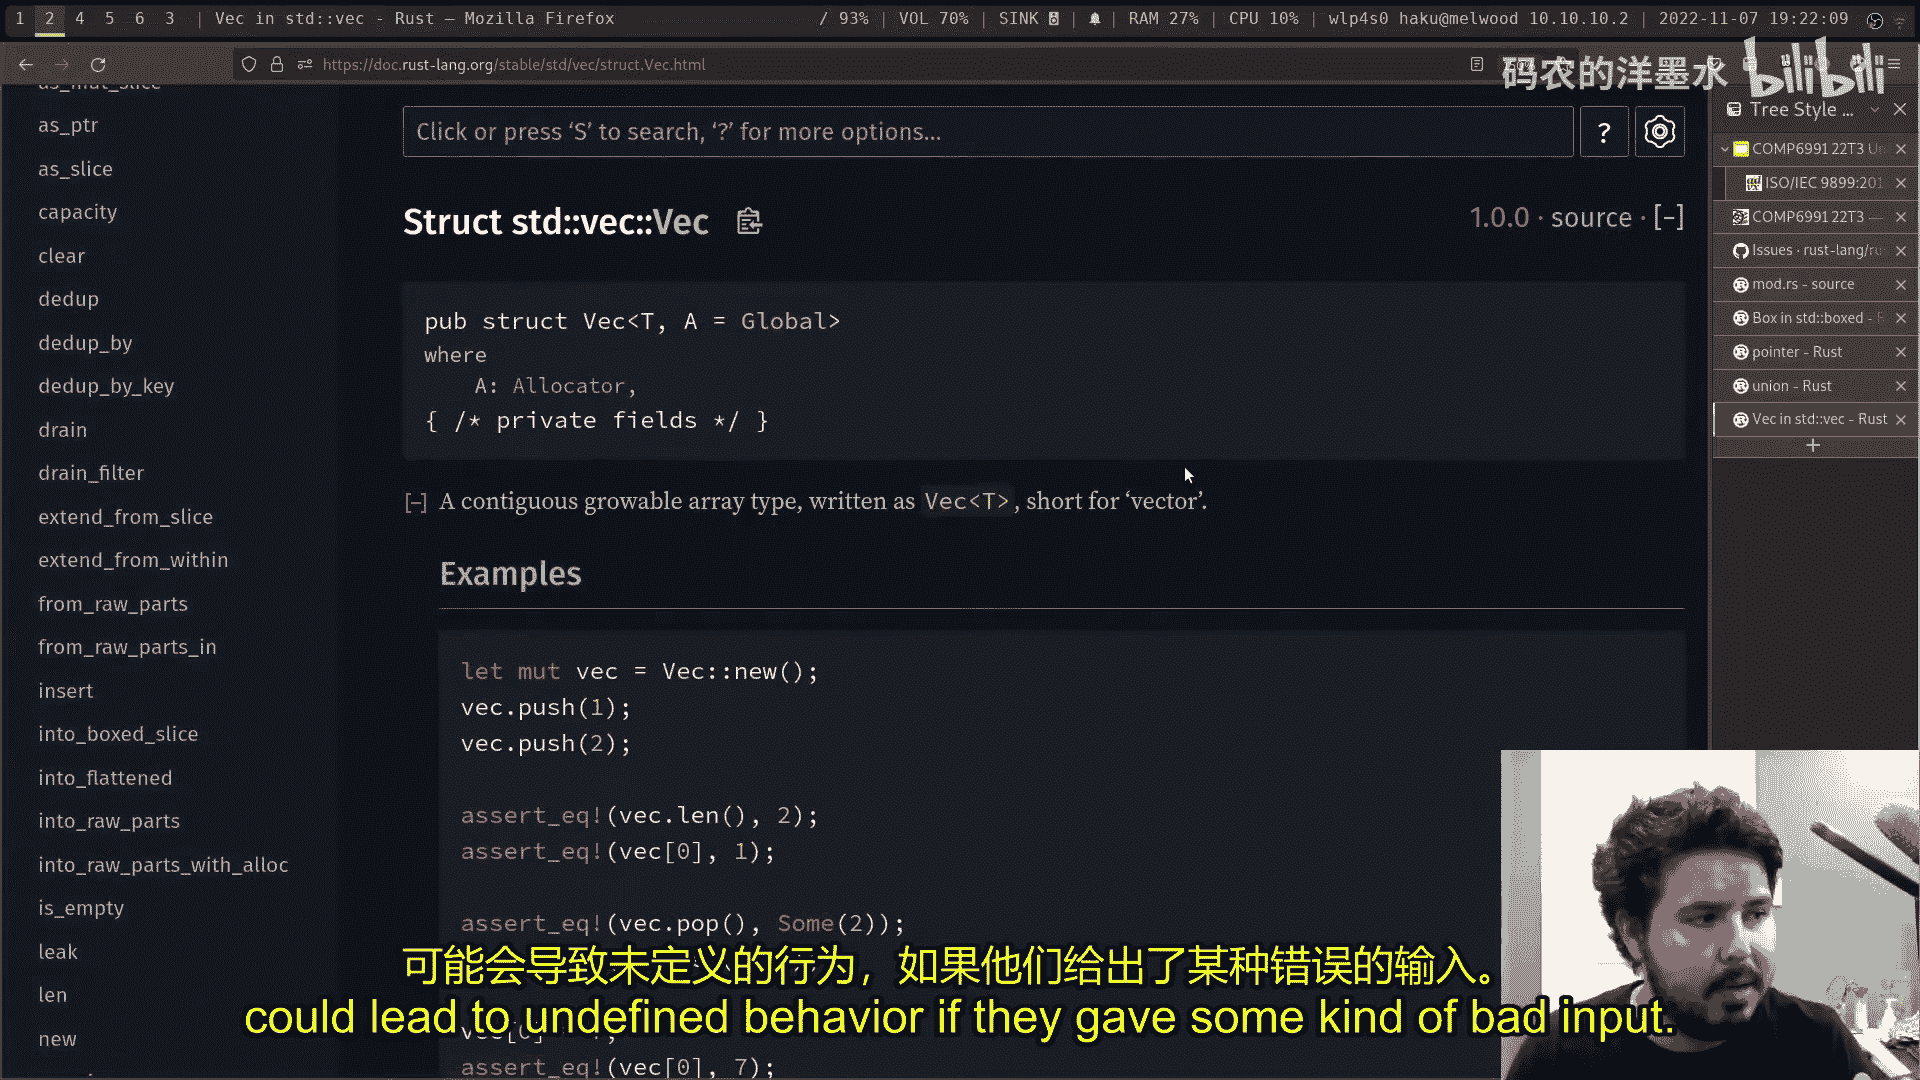 1 2 4 5 6 3 | Vec in std::vec - Rust — Mozilla Firefox
/ 93% | VOL 70% | SINK | RAM 27% | CPU 10% | wlp4s0 haku@melwood 10.10.10.2 | 2022-11-07 19:22:09
https://doc.rust-lang.org/stable/std/vec/struct.Vec.html
码农的洋墨水 bilibili
as_mut_slice
as_ptr
as_slice
capacity
clear
dedup
dedup_by
dedup_by_key
drain
drain_filter
extend_from_slice
extend_from_within
from_raw_parts
from_raw_parts_in
insert
into_boxed_slice
into_flattened
into_raw_parts
into_raw_parts_with_alloc
is_empty
leak
len
new
Click or press ‘S’ to search, ‘?’ for more options…
?
Struct std::vec::Vec
1.0.0 · source · [-]
pub struct Vec<T, A = Global>
where
A: Allocator,
{ /* private fields */ }
[-] A contiguous growable array type, written as Vec<T>, short for ‘vector’.
Examples
let mut vec = Vec::new();
vec.push(1);
vec.push(2);
assert_eq!(vec.len(), 2);
assert_eq!(vec[0], 1);
assert_eq!(vec.pop(), Some(2));
assert_eq!(vec[0], 7);
Tree Style ...
COMP6991 22T3
ISO/IEC 9899:201
COMP6991 22T3 —
Issues · rust-lang/ru
mod.rs - source
Box in std::boxed -
pointer - Rust
union - Rust
Vec in std::vec - Rust
可能会导致未定义的行为，如果他们给出了某种错误的输入。
could lead to undefined behavior if they gave some kind of bad input.